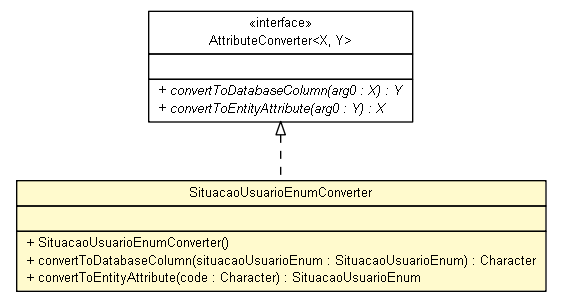 «interface»
AttributeConverter<X, Y>
+ convertToDatabaseColumn(arg0 : X) : Y
+ convertToEntityAttribute(arg0 : Y) : X
SituacaoUsuarioEnumConverter
+ SituacaoUsuarioEnumConverter()
+ convertToDatabaseColumn(situacaoUsuarioEnum : SituacaoUsuarioEnum) : Character
+ convertToEntityAttribute(code : Character) : SituacaoUsuarioEnum